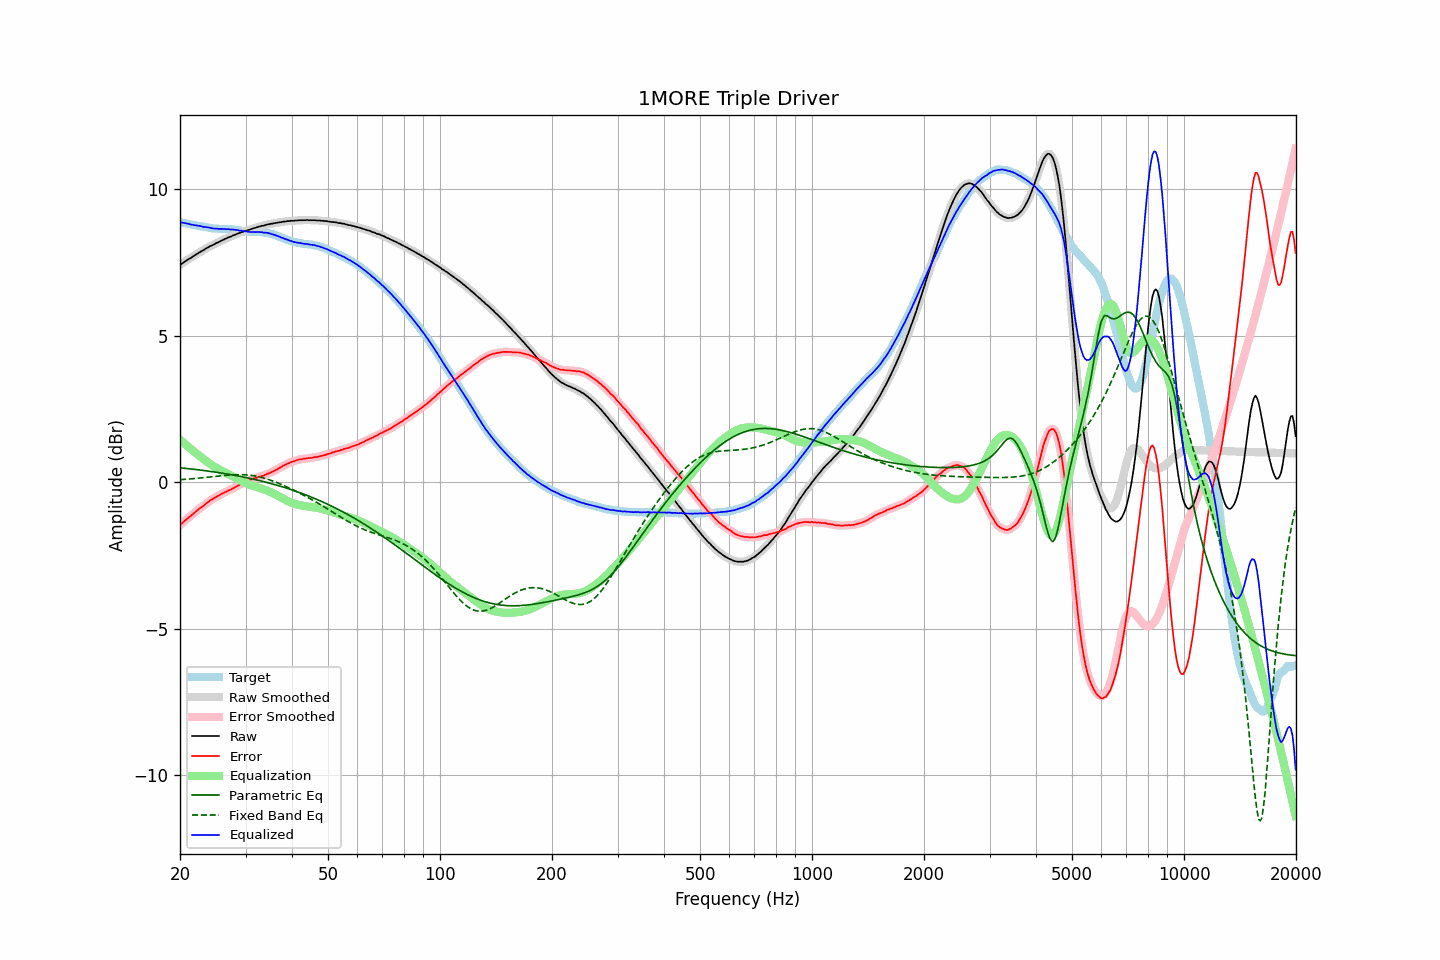 1MORE Triple Driver
Amplitude (dBr)
10
5
0
−5
−10
Target
Raw Smoothed
Error Smoothed
Raw
Error
Equalization
Parametric Eq
Fixed Band Eq
Equalized
20 50 100 200 500 1000 2000 5000 10000 20000
Frequency (Hz)